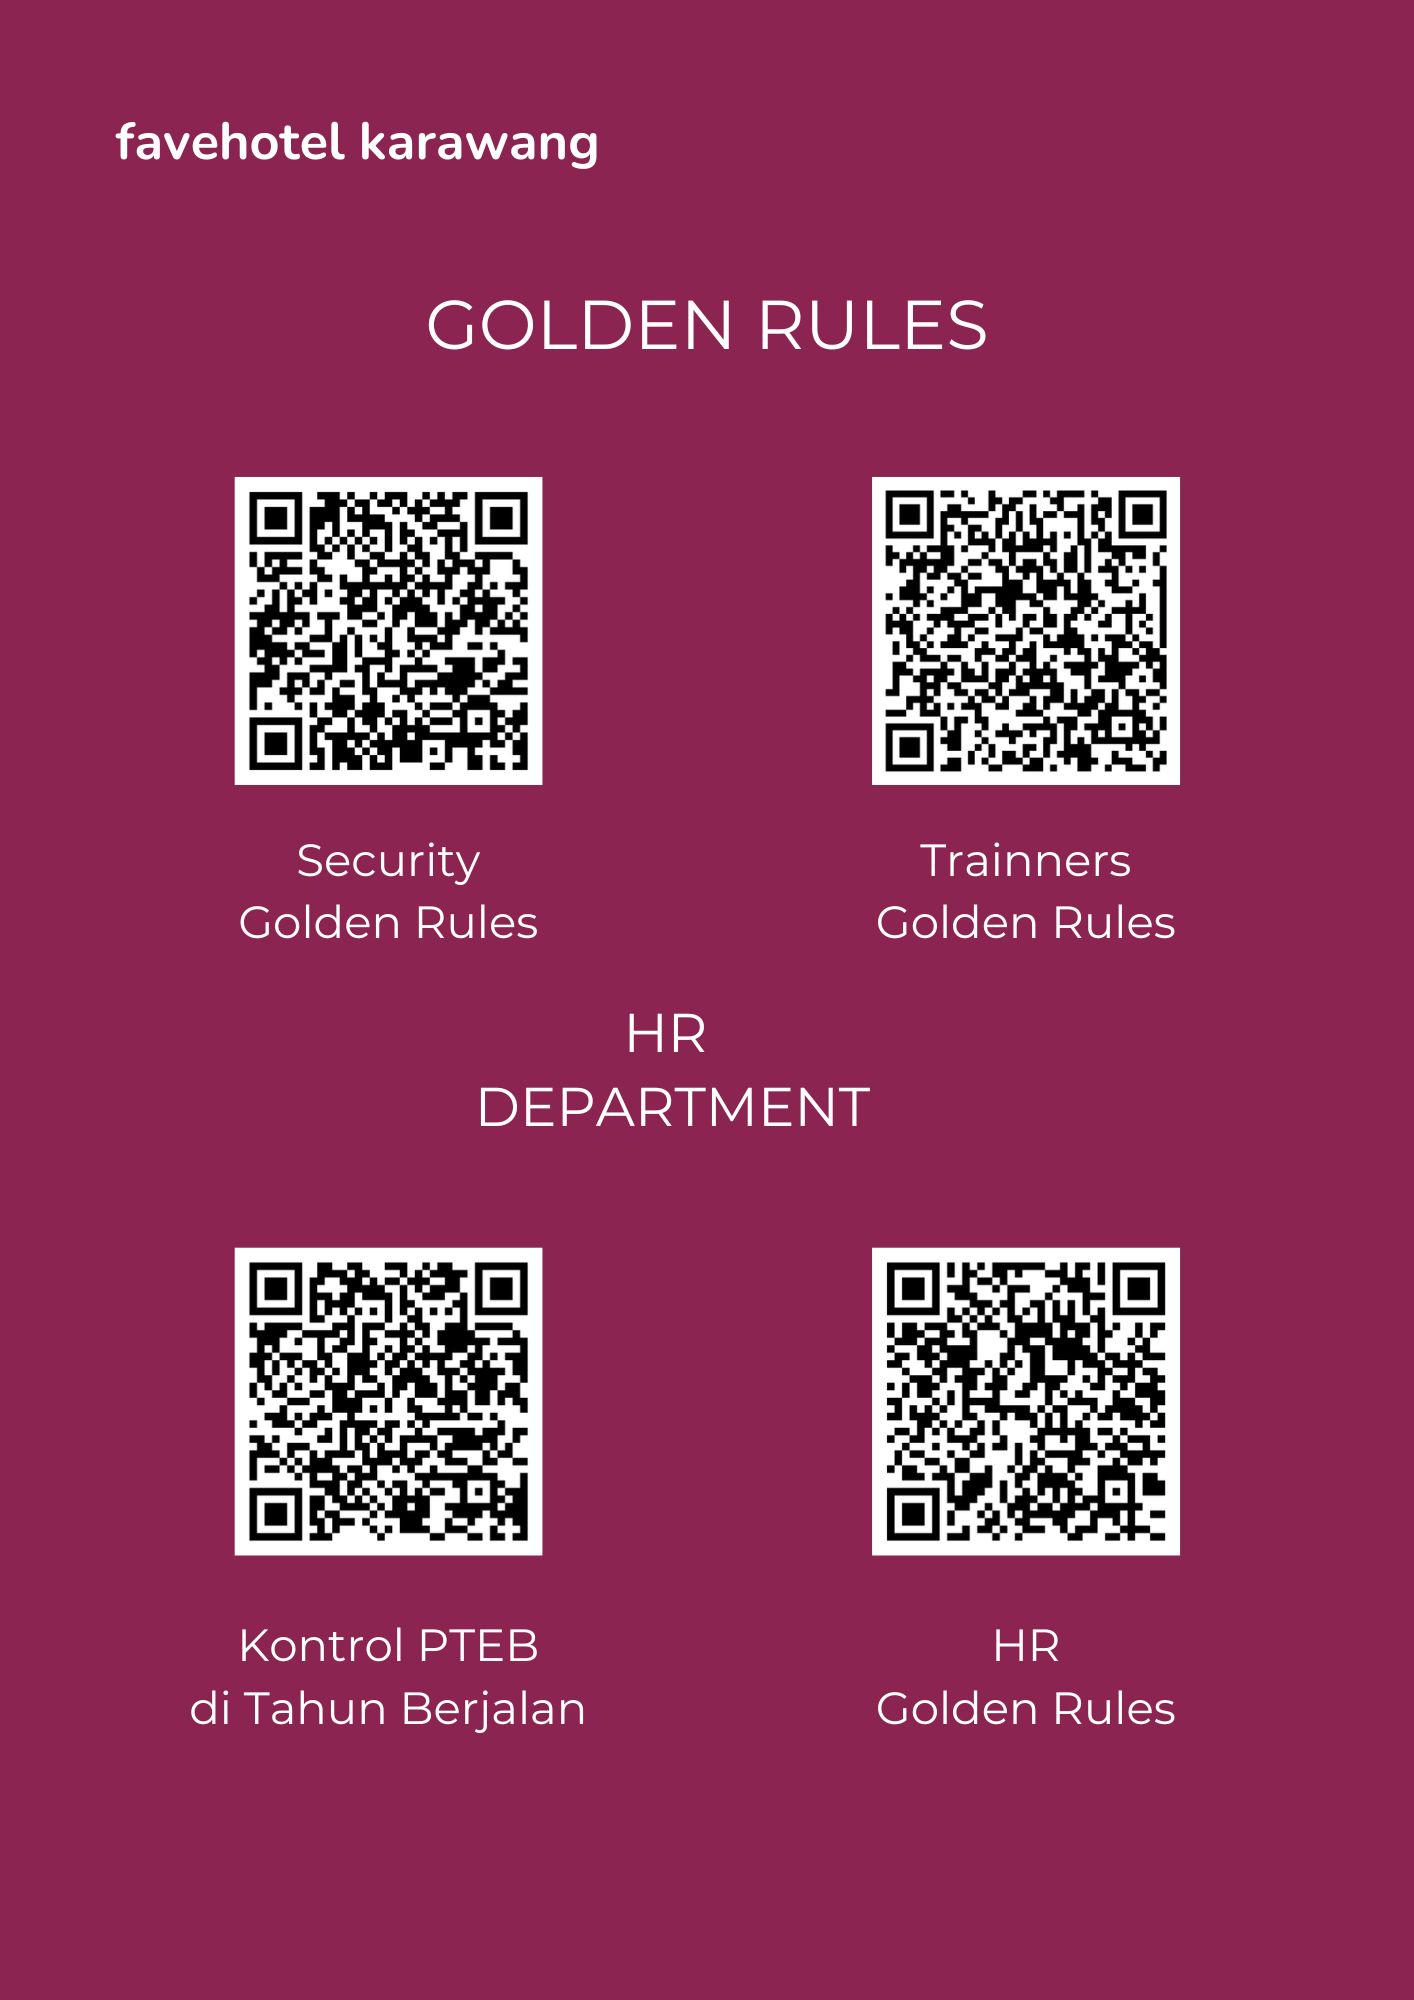 favehotel karawang
GOLDEN RULES
Security
Golden Rules
Trainners
Golden Rules
HR
DEPARTMENT
Kontrol PTEB
di Tahun Berjalan
HR
Golden Rules